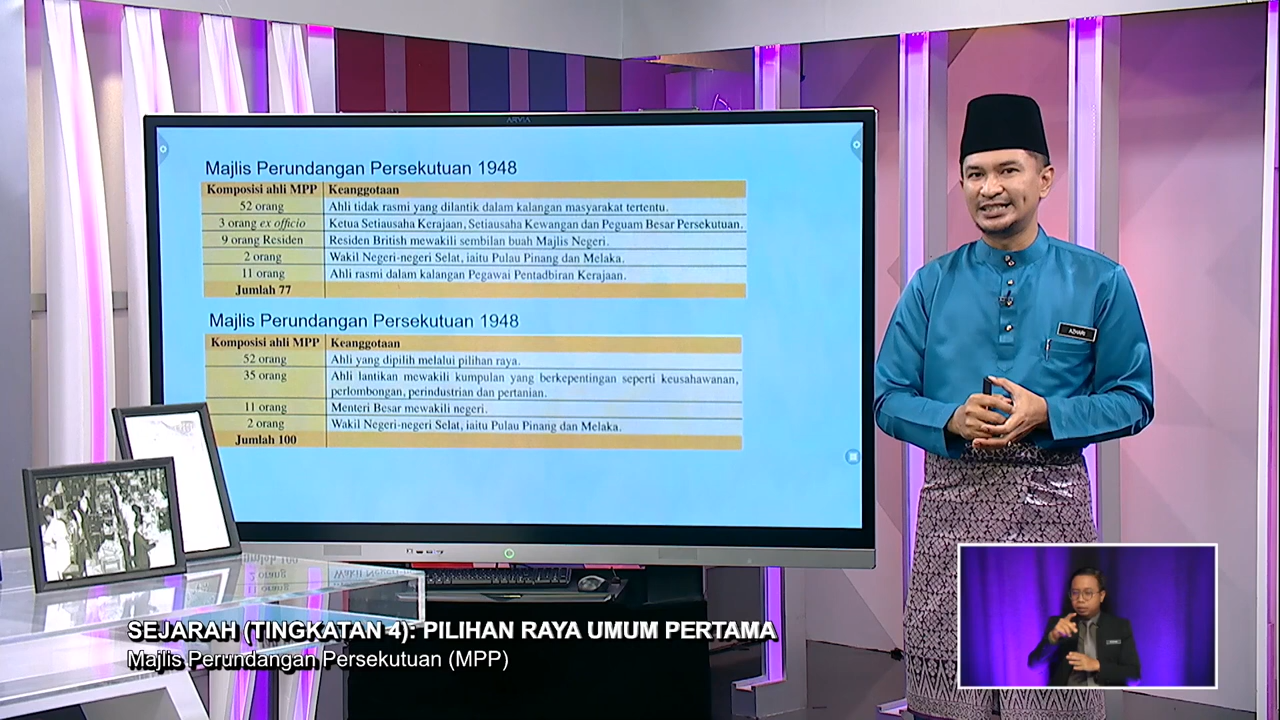 ARVIA
Majlis Perundangan Persekutuan 1948
Komposisi ahli MPP Keanggotaan
52 orang Ahli tidak rasmi yang dilantik dalam kalangan masyarakat tertentu.
3 orang ex officio Ketua Setiausaha Kerajaan, Setiausaha Kewangan dan Peguam Besar Persekutuan.
9 orang Residen Residen British mewakili sembilan buah Majlis Negeri.
2 orang Wakil Negeri-negeri Selat, iaitu Pulau Pinang dan Melaka.
11 orang Ahli rasmi dalam kalangan Pegawai Pentadbiran Kerajaan.
Jumlah 77
Majlis Perundangan Persekutuan 1948
Komposisi ahli MPP Keanggotaan
52 orang Ahli yang dipilih melalui pilihan raya.
35 orang Ahli lantikan mewakili kumpulan yang berkepentingan seperti keusahawanan,
perlombongan, perindustrian dan pertanian.
11 orang Menteri Besar mewakili negeri.
2 orang Wakil Negeri-negeri Selat, iaitu Pulau Pinang dan Melaka.
Jumlah 100
AZHARI
SEJARAH (TINGKATAN 4): PILIHAN RAYA UMUM PERTAMA
Majlis Perundangan Persekutuan (MPP)